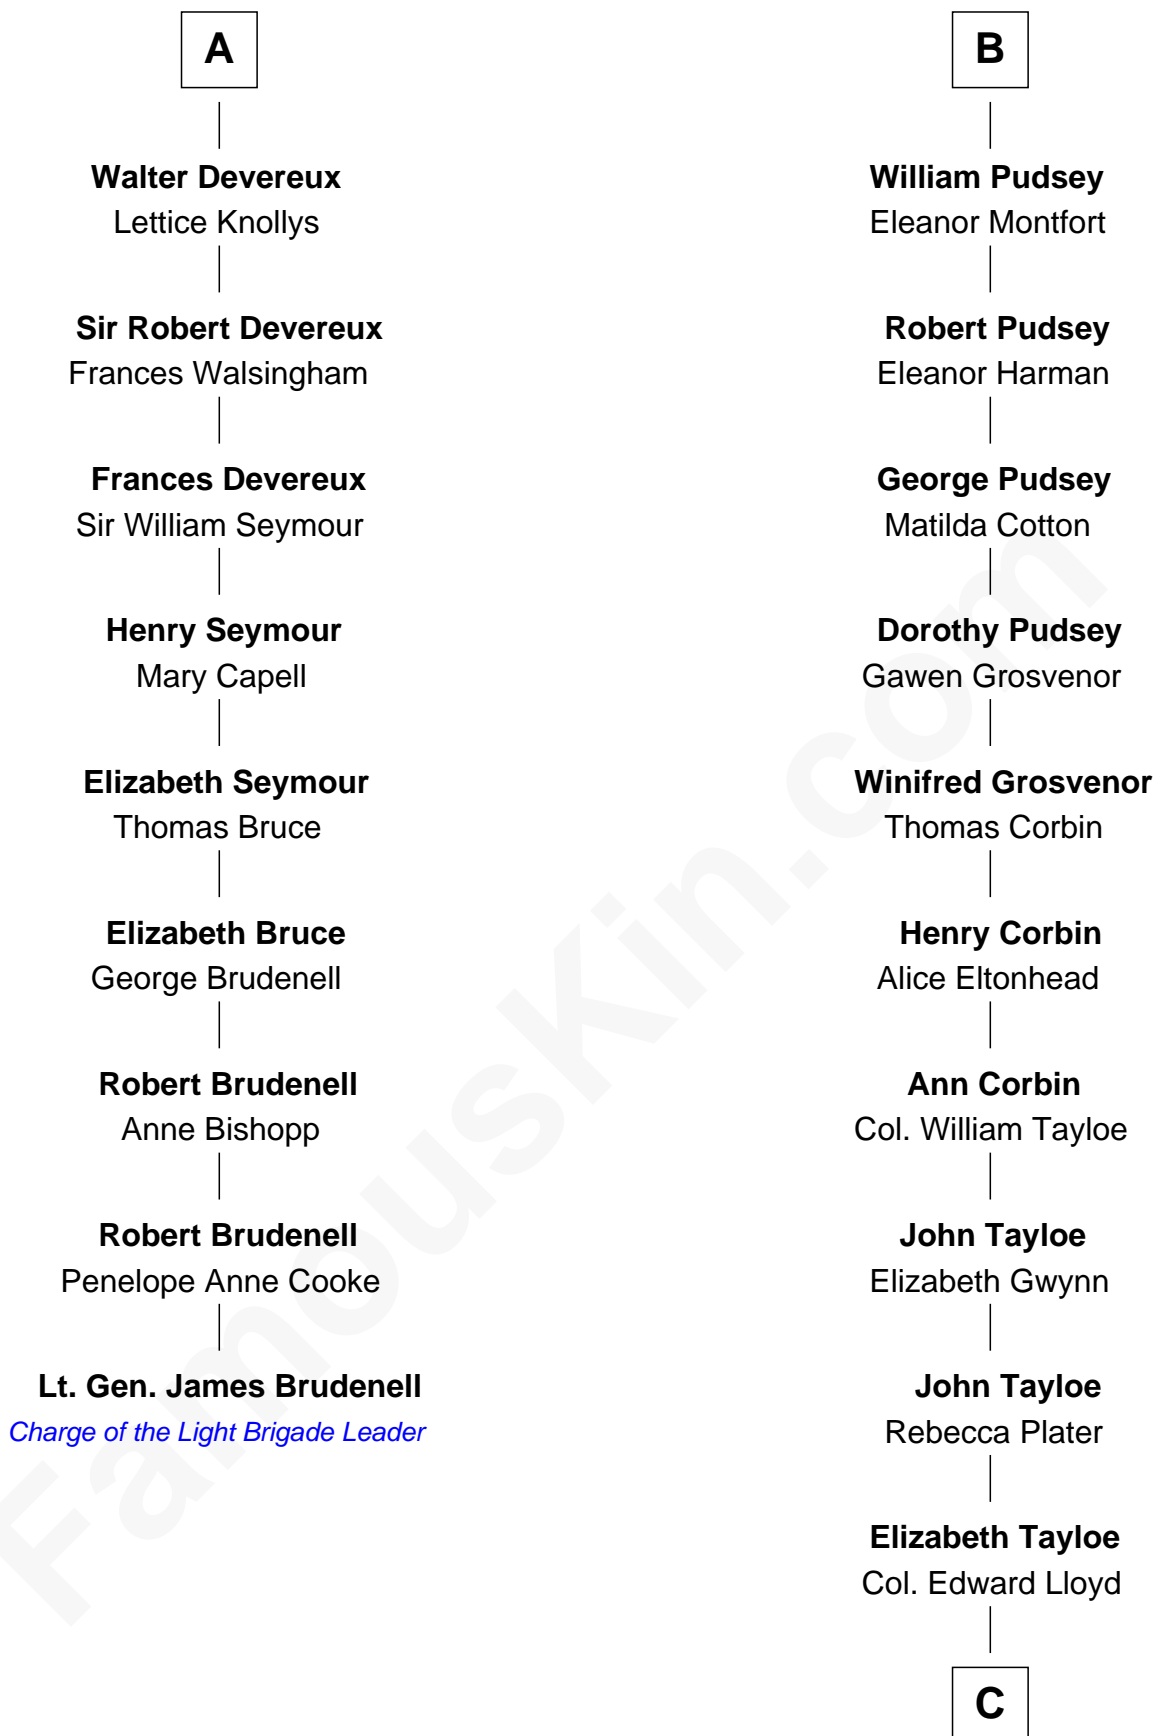 A
Walter Devereux
Lettice Knollys
Sir Robert Devereux
Frances Walsingham
Frances Devereux
Sir William Seymour
Henry Seymour
Mary Capell
Elizabeth Seymour
Thomas Bruce
Elizabeth Bruce
George Brudenell
Robert Brudenell
Anne Bishopp
Robert Brudenell
Penelope Anne Cooke
Lt. Gen. James Brudenell
Charge of the Light Brigade Leader
B
William Pudsey
Eleanor Montfort
Robert Pudsey
Eleanor Harman
George Pudsey
Matilda Cotton
Dorothy Pudsey
Gawen Grosvenor
Winifred Grosvenor
Thomas Corbin
Henry Corbin
Alice Eltonhead
Ann Corbin
Col. William Tayloe
John Tayloe
Elizabeth Gwynn
John Tayloe
Rebecca Plater
Elizabeth Tayloe
Col. Edward Lloyd
C
FamousKin.com